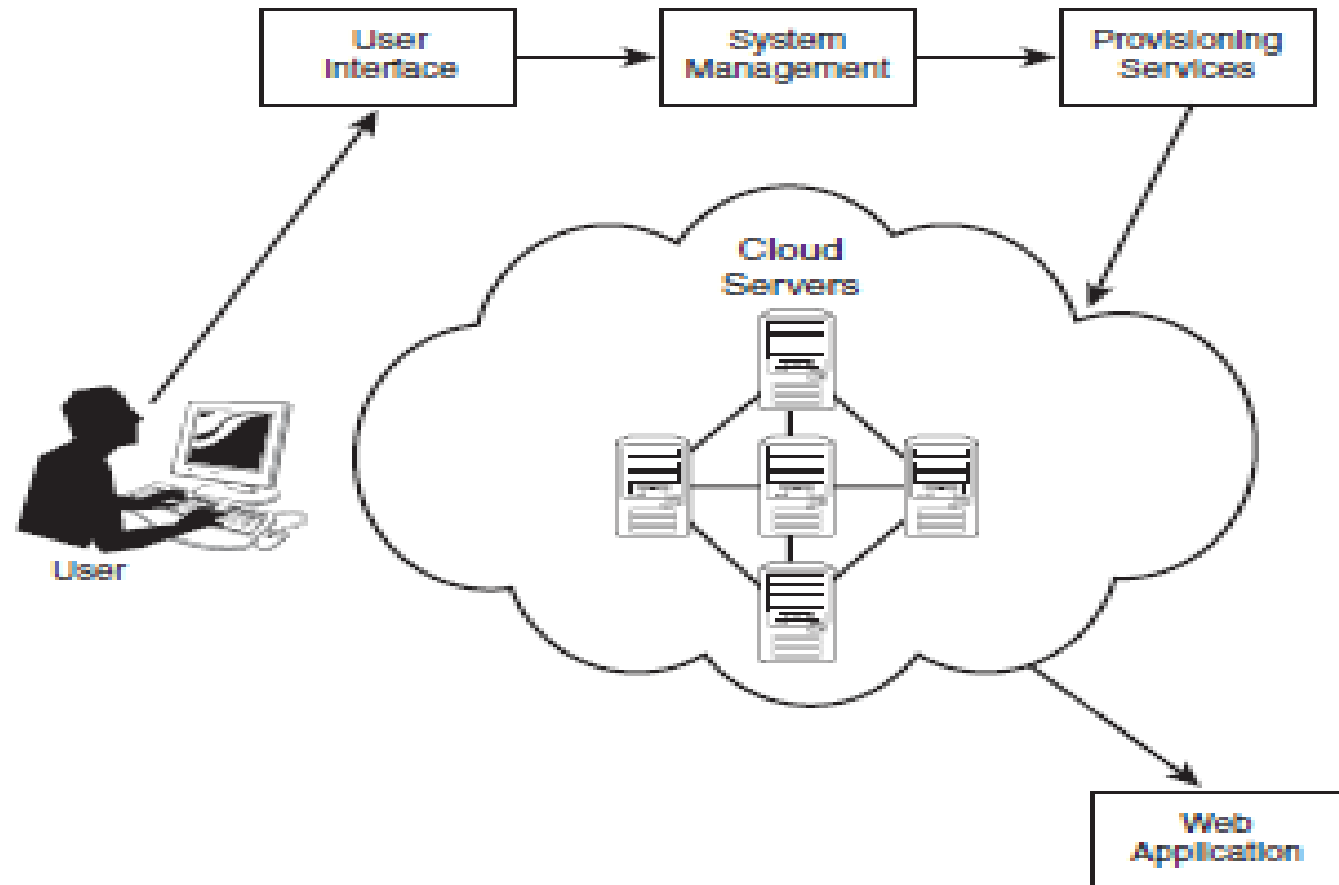 User
Interface
System
Management
Provisioning
Services
Cloud
Servers
User
Web
Application